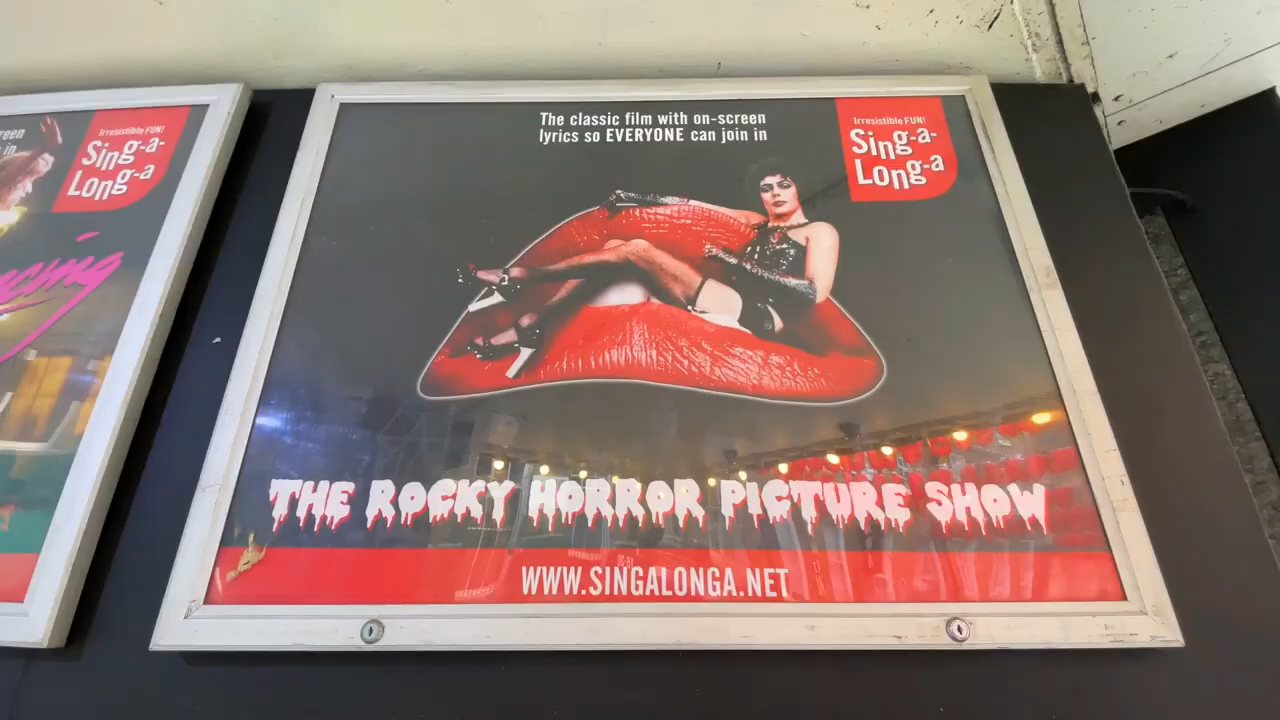 Irresistible FUN!
Sing-a-
Long-a
The classic film with on-screen
lyrics so EVERYONE can join in
Irresistible FUN!
Sing-a-
Long-a
THE ROCKY HORROR PICTURE SHOW
WWW.SINGALONGA.NET